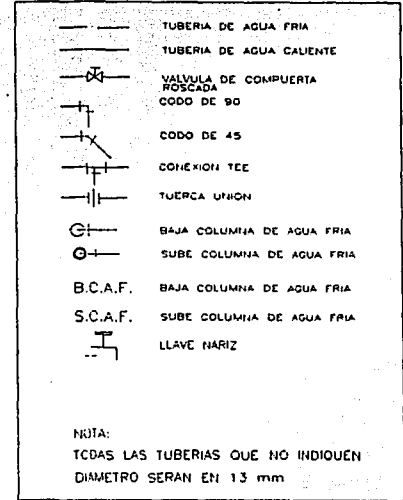 TUBERIA DE AGUA FRIA
TUBERIA DE AGUA CALIENTE
VALVULA DE COMPUERTA
ROSCADA
CODO DE 90
CODO DE 45
CONEXION TEE
TUERCA UNION
BAJA COLUMNA DE AGUA FRIA
SUBE COLUMNA DE AGUA FRIA
B.C.A.F. BAJA COLUMNA DE AGUA FRIA
S.C.A.F. SUBE COLUMNA DE AGUA FRIA
LLAVE NARIZ
NOTA:
TODAS LAS TUBERIAS QUE NO INDIQUEN
DIAMETRO SERAN EN 13 mm